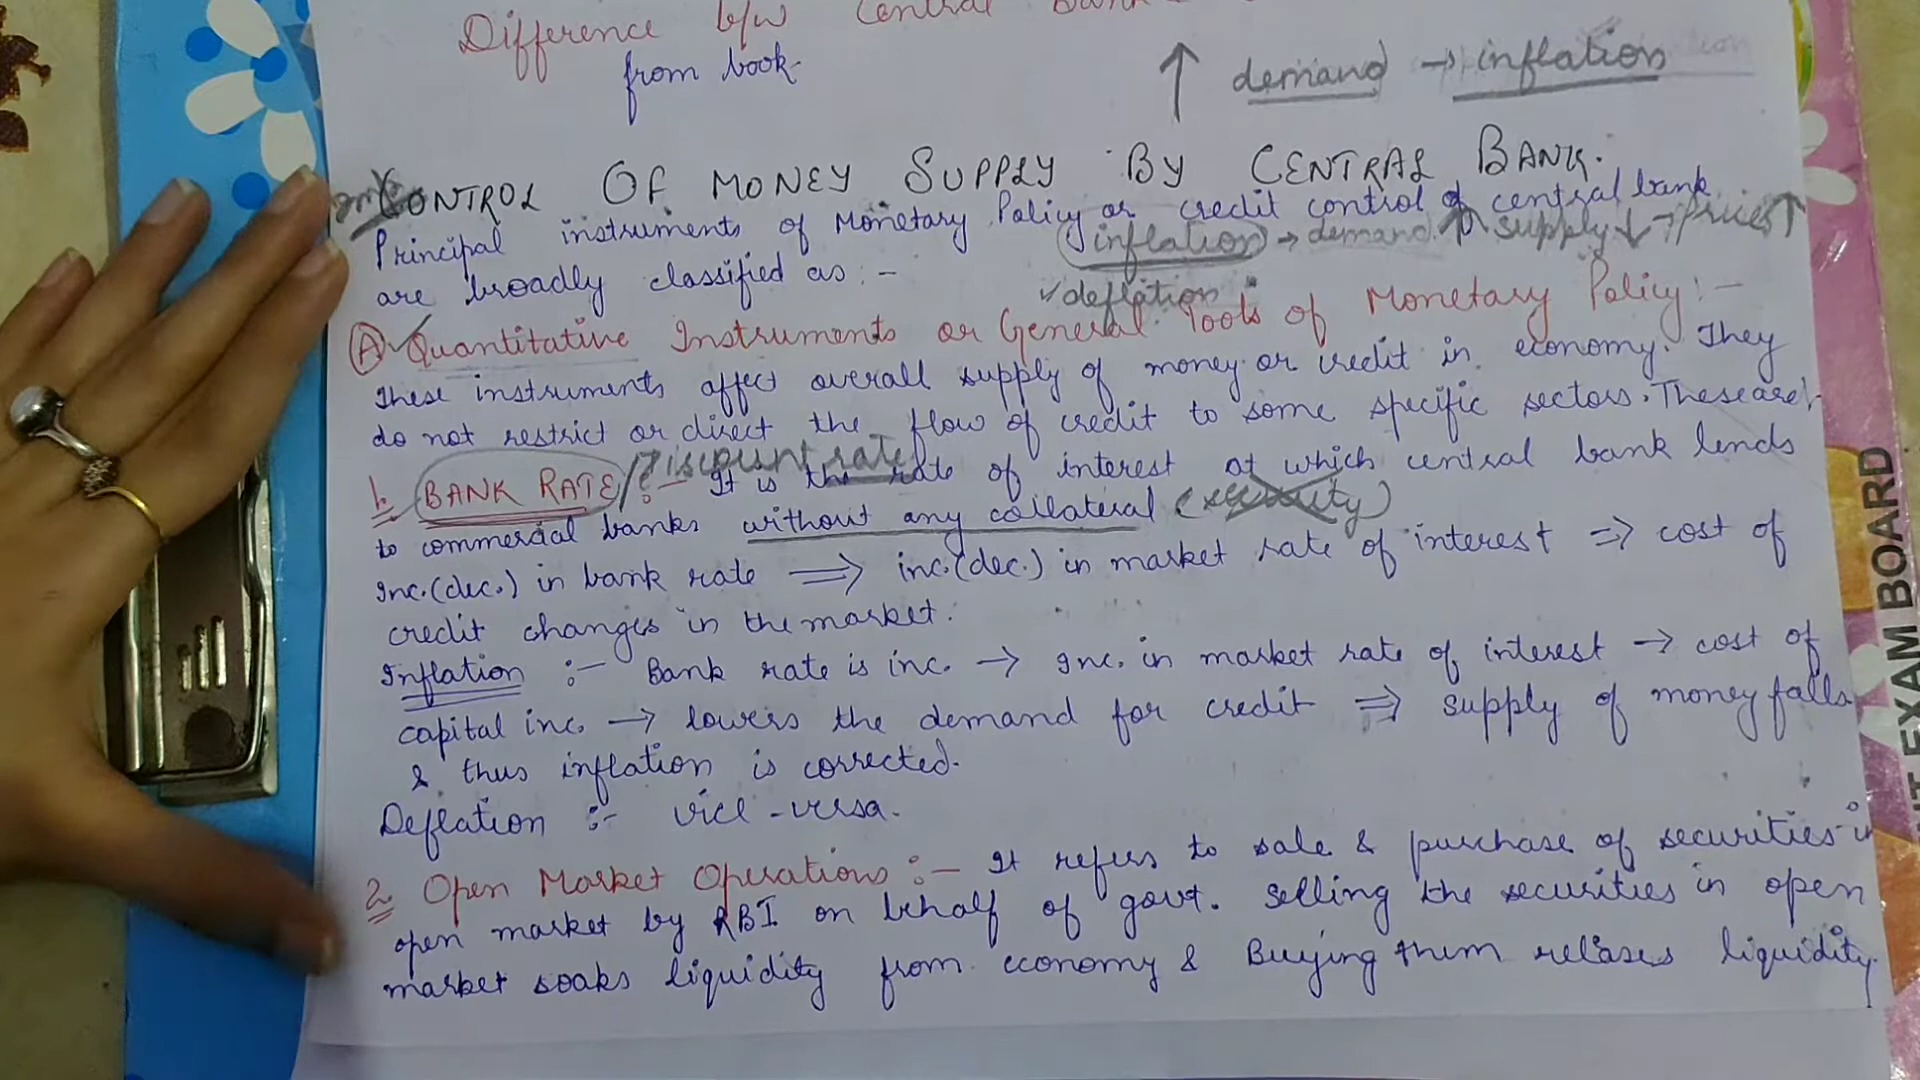 Difference b/w Central Bank
from book
↑ demand → inflation
CONTROL OF MONEY SUPPLY BY CENTRAL BANK.
Principal instruments of Monetary Policy or credit control of central bank
inflation → demand ↑ supply ↓ → prices ↑
are broadly classified as :-
✓ deflation
(A) Quantitative Instruments or General Tools of Monetary Policy :-
These instruments affect overall supply of money or credit in economy. They
do not restrict or direct the flow of credit to some specific sectors. These are :-
1. BANK RATE / Discount rate :- It is the rate of interest at which central bank lends
to commercial banks without any collateral (security)
Inc.(dec.) in bank rate ⇒ inc.(dec.) in market rate of interest ⇒ cost of
credit changes in the market.
Inflation :- Bank rate is inc. → Inc. in market rate of interest → cost of
capital inc. → lowers the demand for credit ⇒ supply of money falls
& thus inflation is corrected.
Deflation :- vice-versa.
2. Open Market Operations :- It refers to sale & purchase of securities in
open market by RBI on behalf of govt. Selling the securities in open
market soaks liquidity from economy & Buying them relases liquidity.
EXAM BOARD